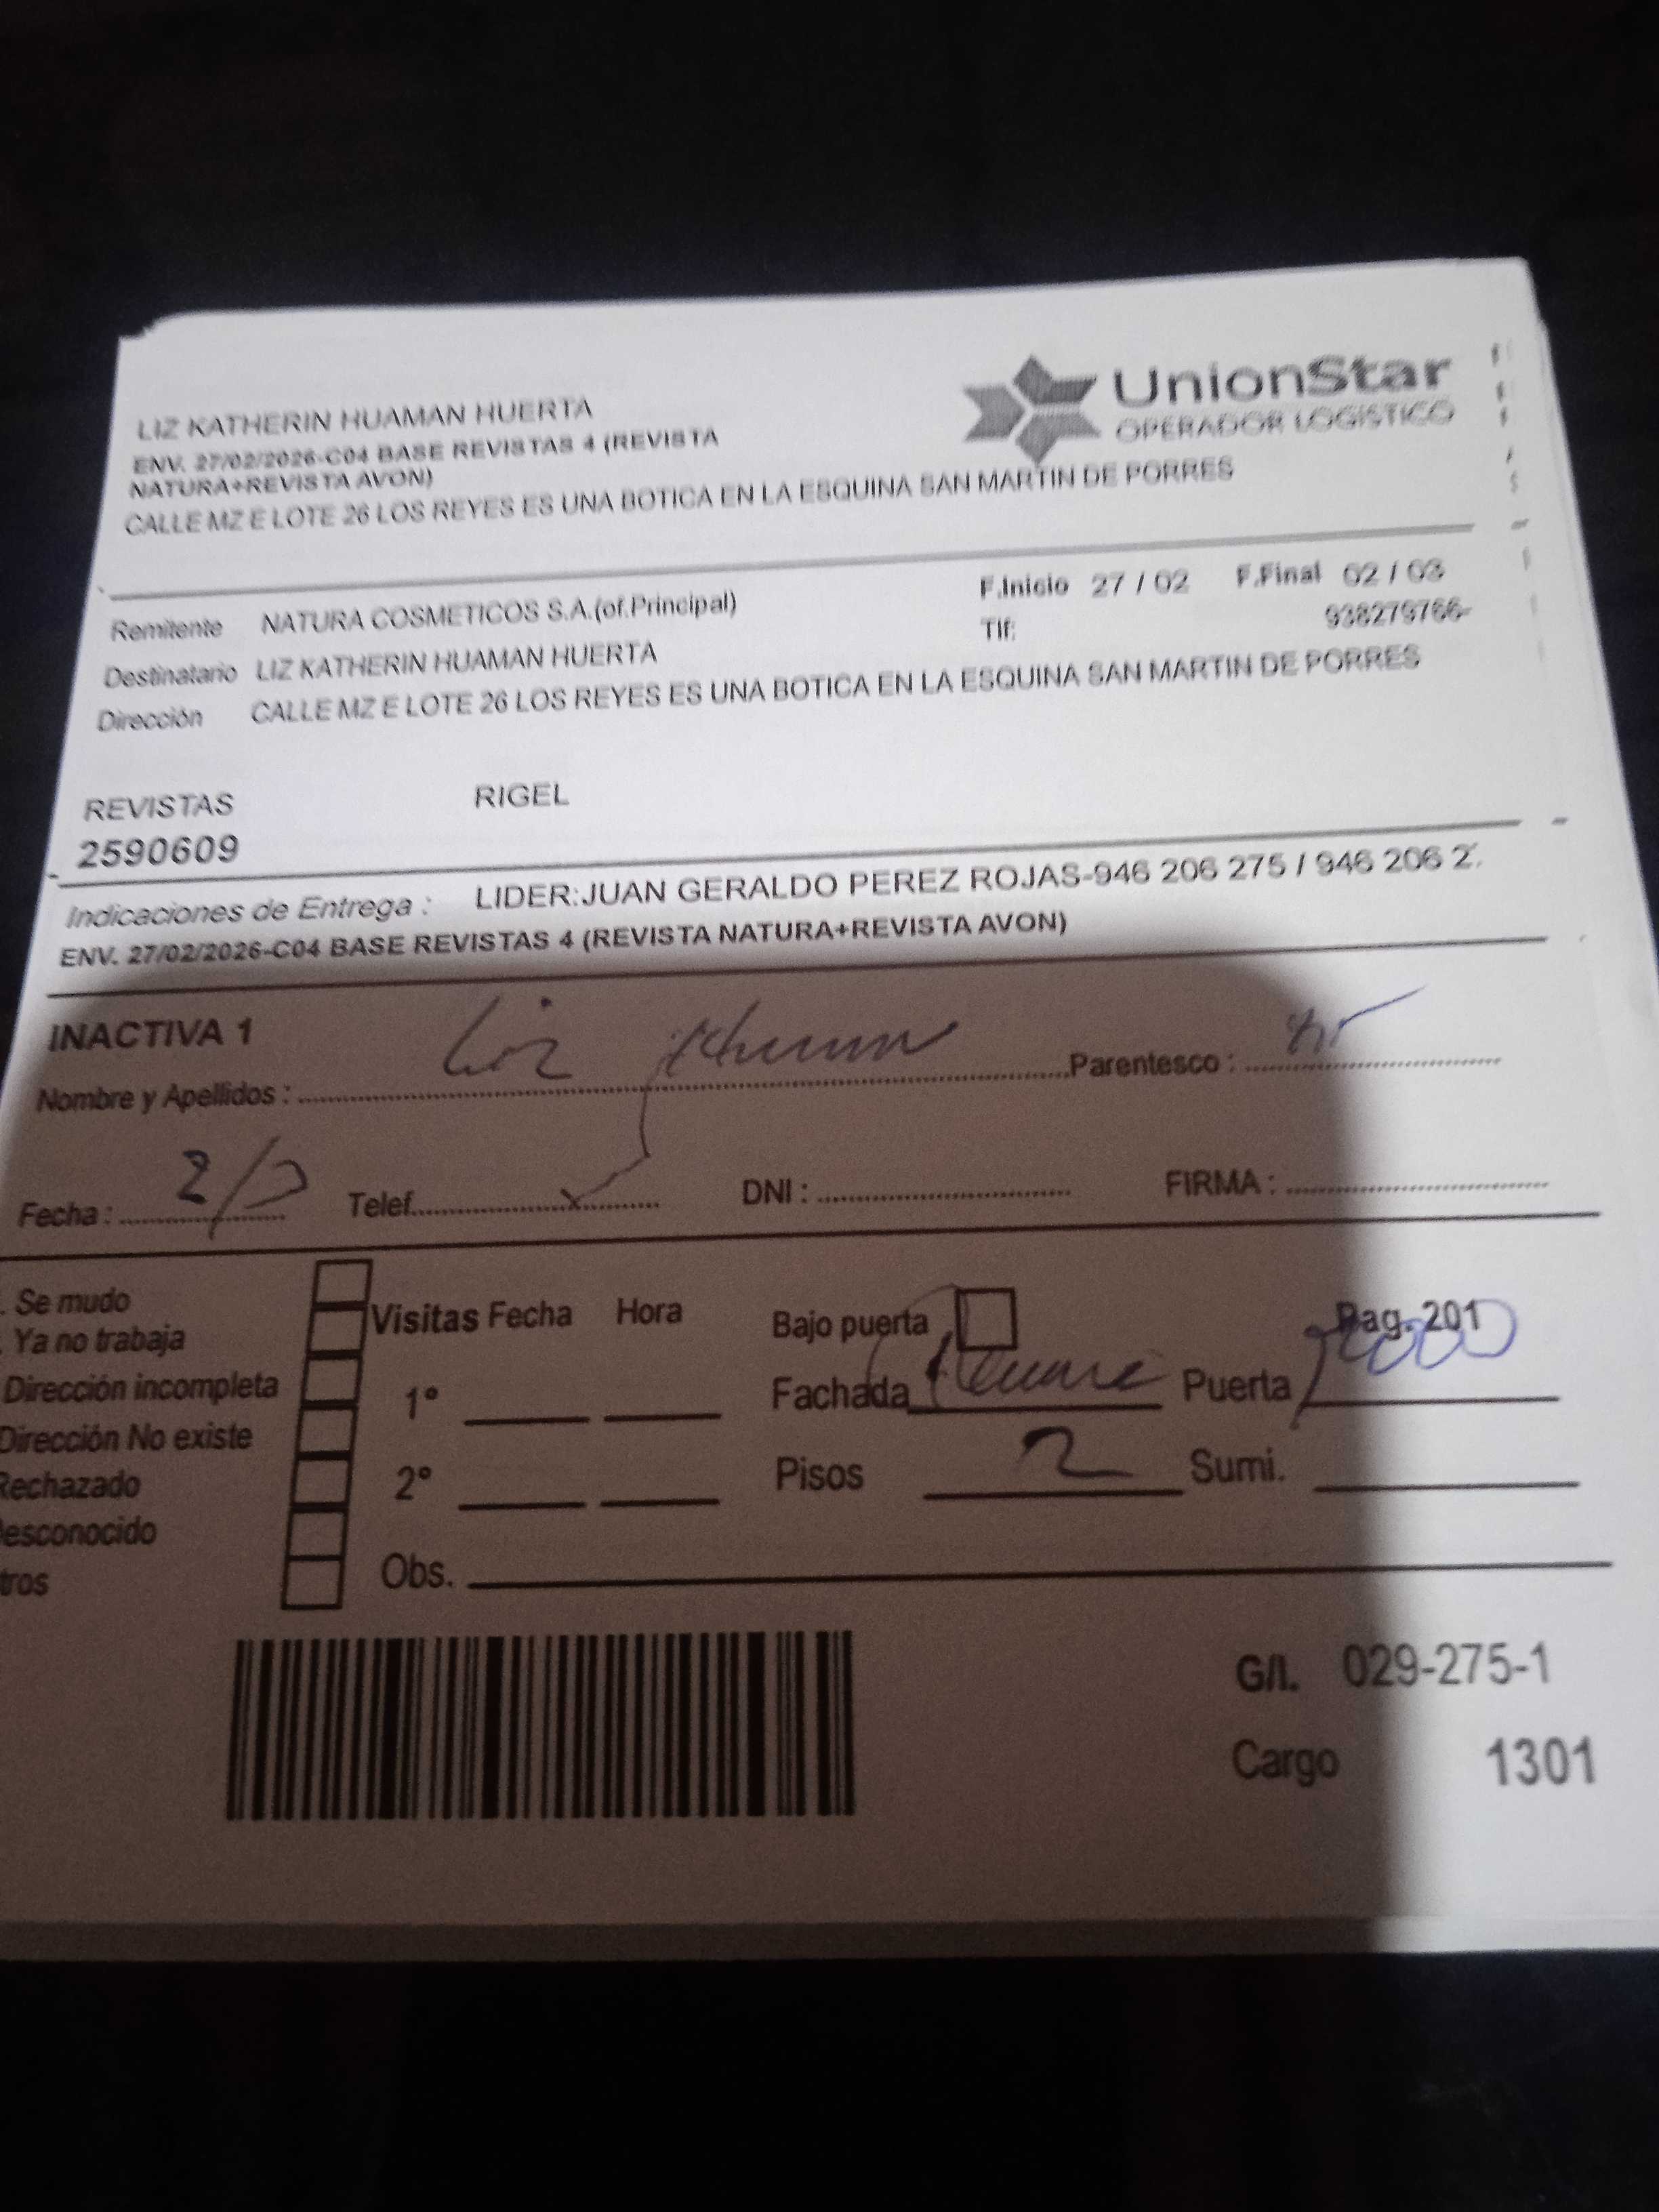 LIZ KATHERIN HUAMAN HUERTA
ENV. 27/02/2026-C04 BASE REVISTAS 4 (REVISTA
NATURA+REVISTA AVON)
CALLE MZ E LOTE 26 LOS REYES ES UNA BOTICA EN LA ESQUINA SAN MARTIN DE PORRES
UnionStar
OPERADOR LOGISTICO
Remitente NATURA COSMETICOS S.A.(of.Principal) F.Inicio 27 / 02 F.Final 02 / 03
Tlf: 938279766-
Destinatario LIZ KATHERIN HUAMAN HUERTA
Dirección CALLE MZ E LOTE 26 LOS REYES ES UNA BOTICA EN LA ESQUINA SAN MARTIN DE PORRES
REVISTAS RIGEL
2590609
Indicaciones de Entrega : LIDER:JUAN GERALDO PEREZ ROJAS-946 206 275 / 946 206 2
ENV. 27/02/2026-C04 BASE REVISTAS 4 (REVISTA NATURA+REVISTA AVON)
INACTIVA 1
Nombre y Apellidos : Liz Parentesco :
Fecha : 2/3 Telef. DNI : FIRMA :
. Se mudo
. Ya no trabaja
Dirección incompleta
Dirección No existe
Rechazado
esconocido
tros
Visitas Fecha Hora
1°
2°
Obs.
Bajo puerta Pag. 201
Fachada Puerta
Pisos 2 Sumi.
G/I. 029-275-1
Cargo 1301